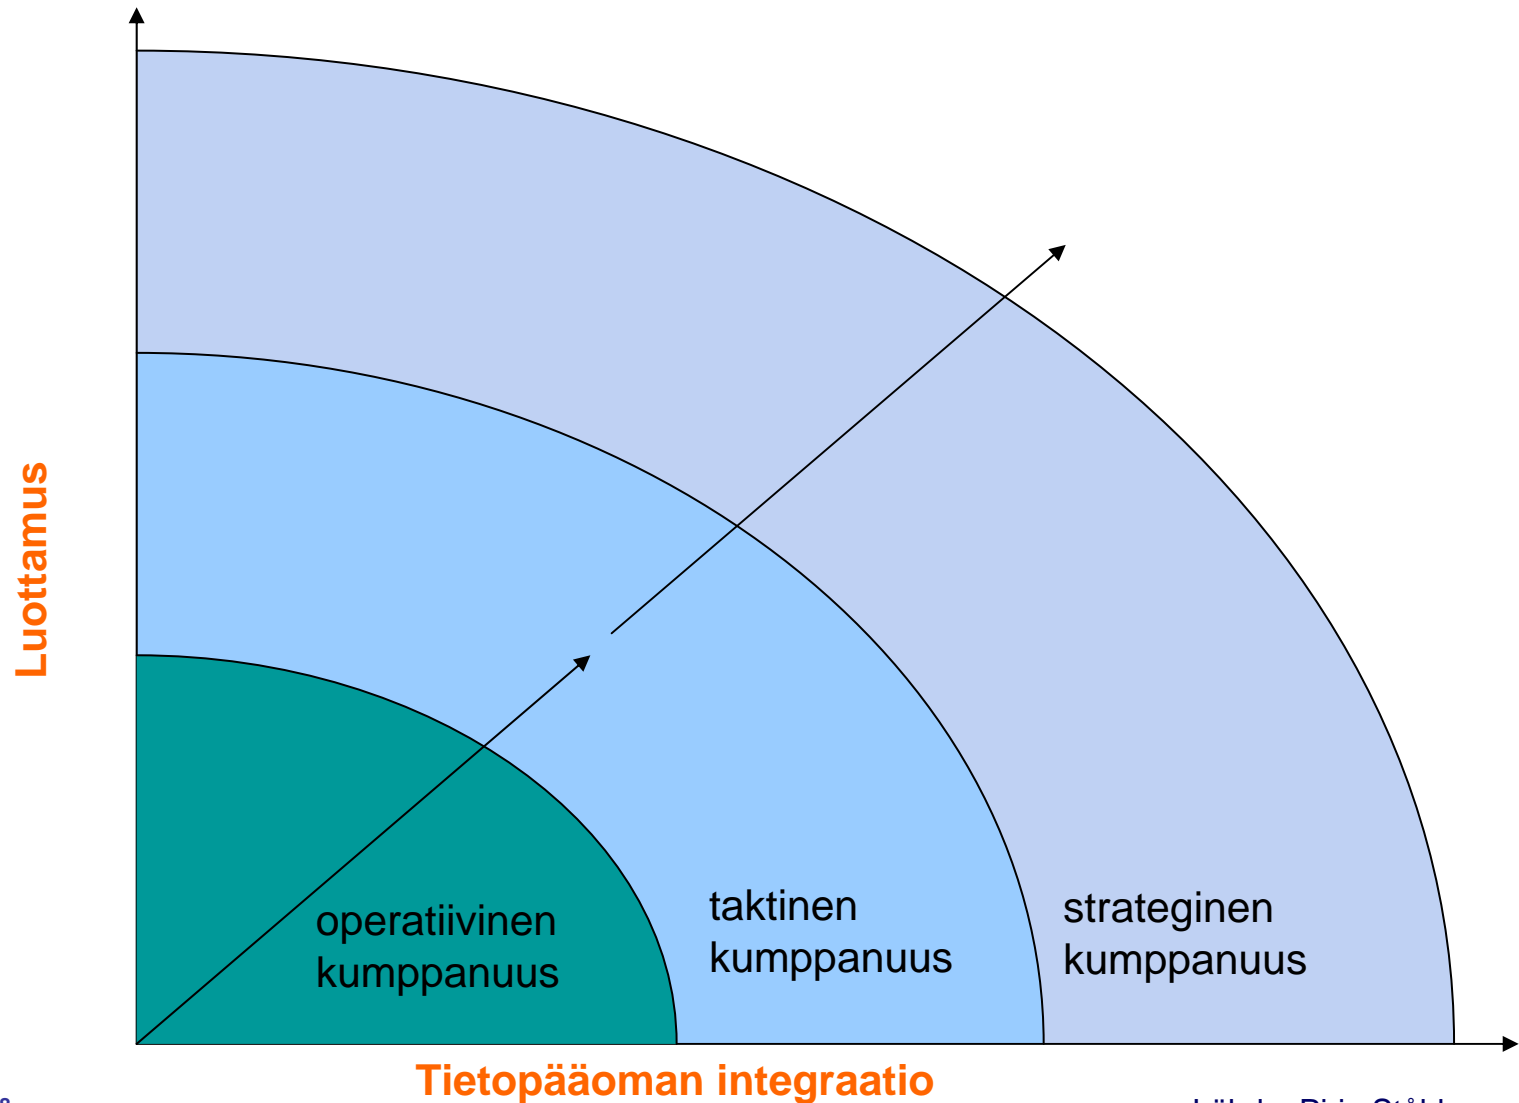 Luottamus
operatiivinen
kumppanuus
taktinen
kumppanuus
strateginen
kumppanuus
Tietopääoman integraatio